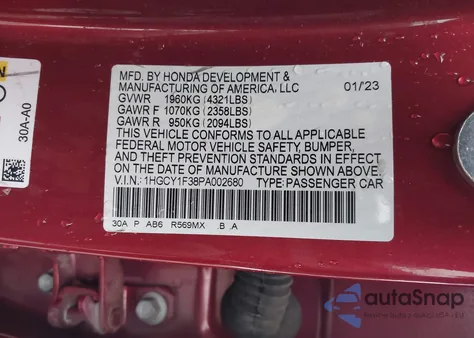 MFD. BY HONDA DEVELOPMENT &
MANUFACTURING OF AMERICA, LLC 01/23
GVWR 1960KG (4321LBS)
GAWR F 1070KG (2358LBS)
GAWR R 950KG (2094LBS)
THIS VEHICLE CONFORMS TO ALL APPLICABLE
FEDERAL MOTOR VEHICLE SAFETY, BUMPER,
AND THEFT PREVENTION STANDARDS IN EFFECT
ON THE DATE OF MANUFACTURE SHOWN ABOVE.
V.I.N.: 1HGCY1F38PA002680 TYPE: PASSENGER CAR
30A P AB6 R569MX .B .A
30A-A0
autoSnap